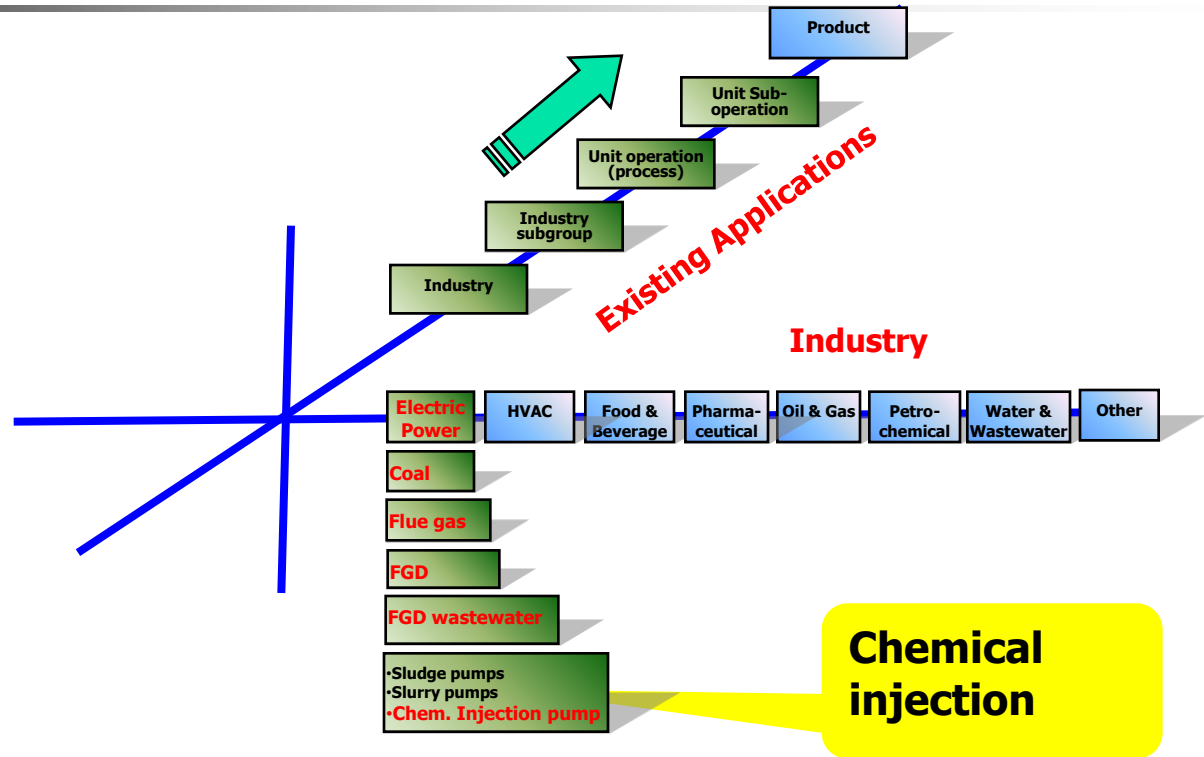 Product
Unit Sub-
operation
Unit operation
(process)
Industry
subgroup
Industry
Existing Applications
Industry
Electric
Power
HVAC
Food &
Beverage
Pharma-
ceutical
Oil & Gas
Petro-
chemical
Water &
Wastewater
Other
Coal
Flue gas
FGD
FGD wastewater
•Sludge pumps
•Slurry pumps
•Chem. Injection pump
Chemical
injection